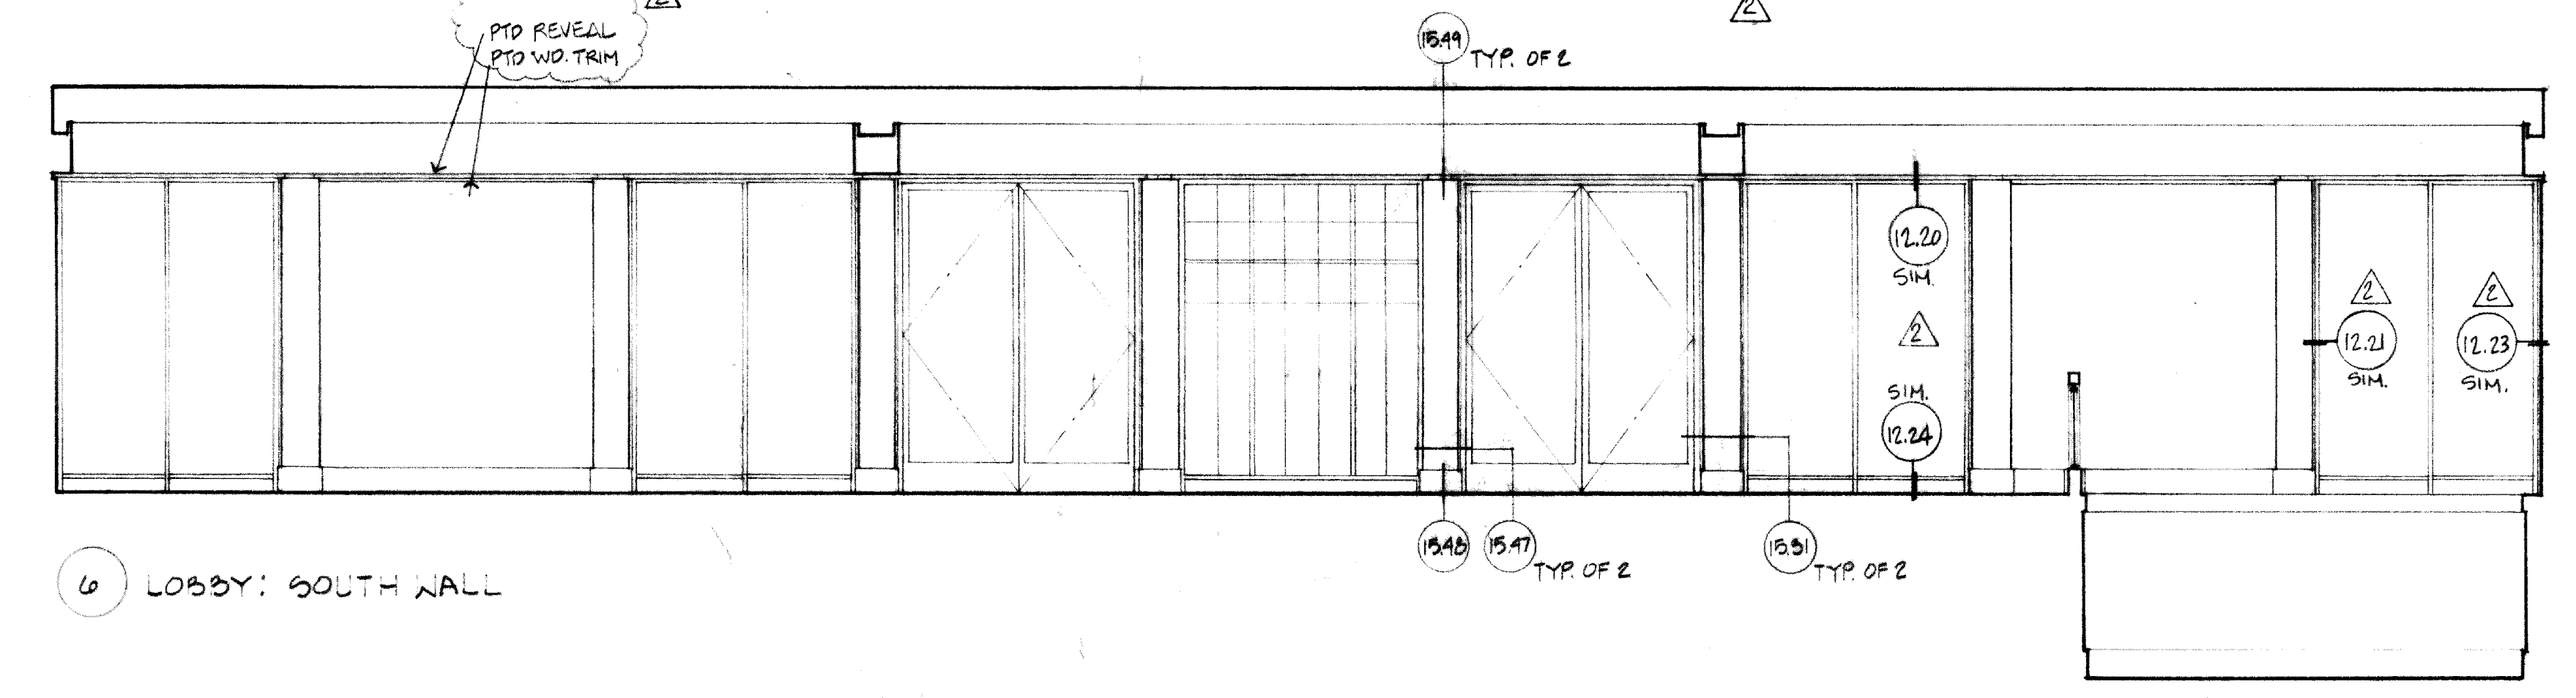 2
2
PTD REVEAL
PTD WD. TRIM
15.49
TYP. OF 2
12.20
SIM.
2
2
2
12.21
SIM.
12.23
SIM.
SIM.
12.24
15.48
15.47
TYP. OF 2
15.31
TYP. OF 2
6
LOBBY: SOUTH WALL